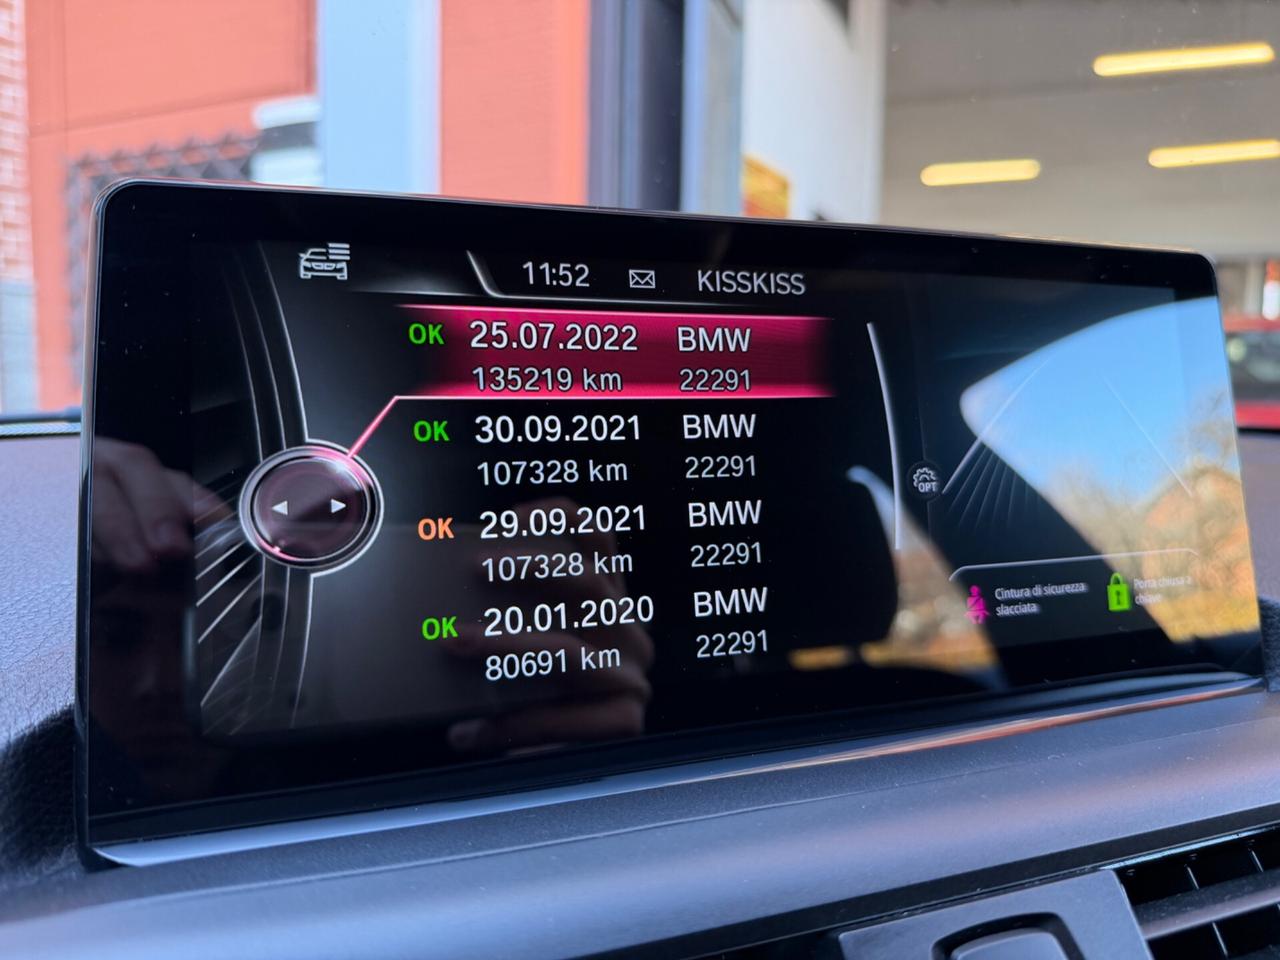 11:52 KISSKISS
OK 25.07.2022 BMW
135219 km 22291
OK 30.09.2021 BMW
107328 km 22291
OK 29.09.2021 BMW
107328 km 22291
OK 20.01.2020 BMW
80691 km 22291
OPT
Cintura di sicurezza
slacciata
Porta chiusa a
chiave